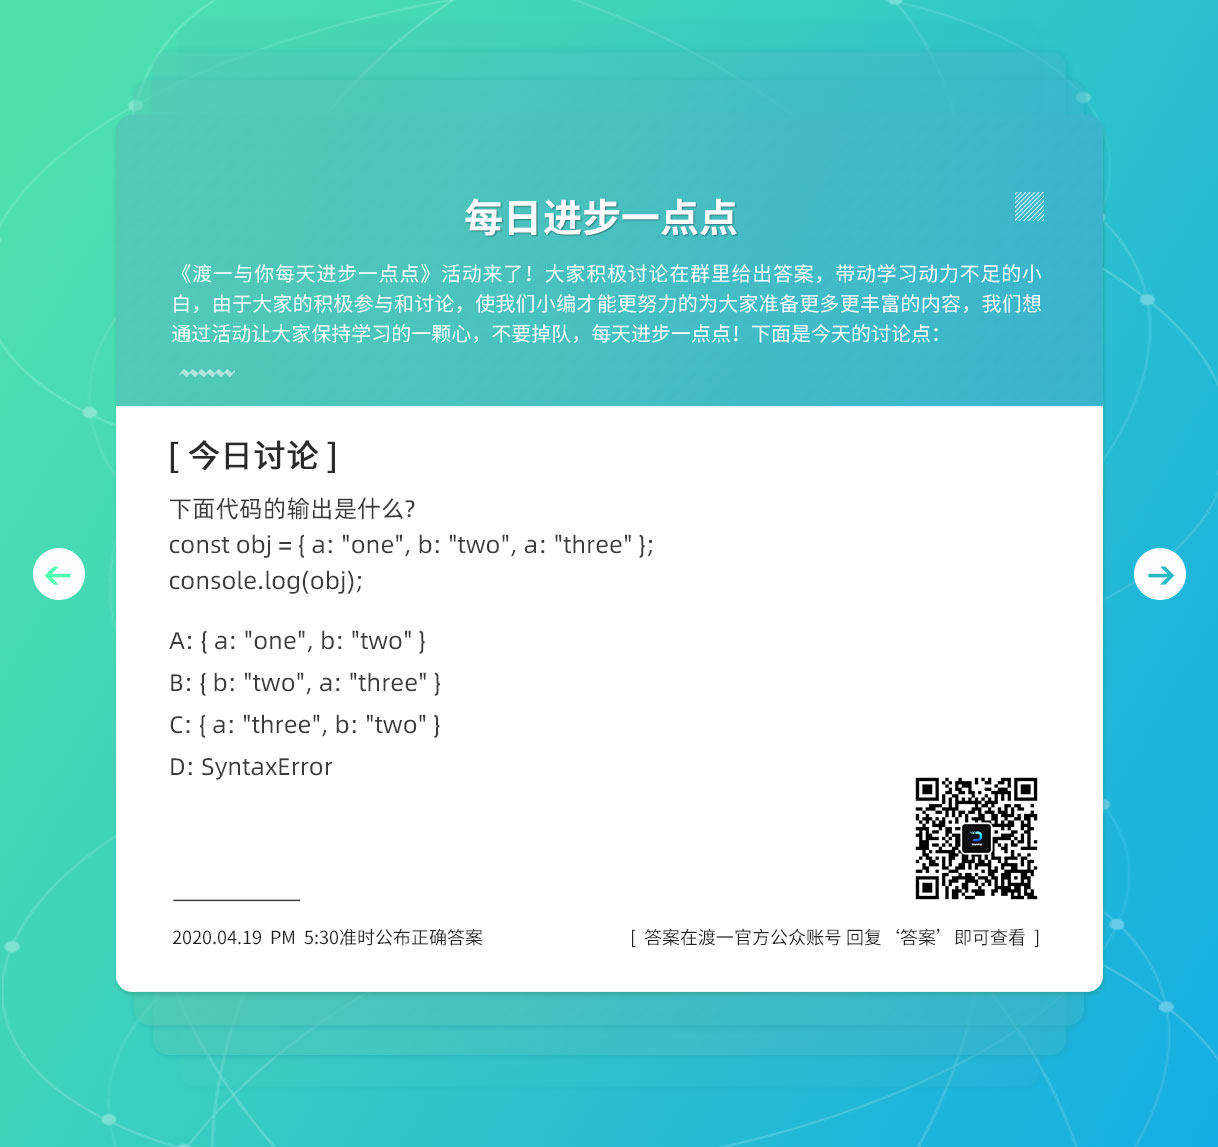 每日进步一点点
《渡一与你每天进步一点点》活动来了！大家积极讨论在群里给出答案，带动学习动力不足的小
白，由于大家的积极参与和讨论，使我们小编才能更努力的为大家准备更多更丰富的内容，我们想
通过活动让大家保持学习的一颗心，不要掉队，每天进步一点点！下面是今天的讨论点：
[ 今日讨论 ]
下面代码的输出是什么?
const obj = { a: "one", b: "two", a: "three" };
console.log(obj);
A: { a: "one", b: "two" }
B: { b: "two", a: "three" }
C: { a: "three", b: "two" }
D: SyntaxError
2020.04.19 PM 5:30准时公布正确答案
[ 答案在渡一官方公众账号 回复 ‘答案’ 即可查看 ]